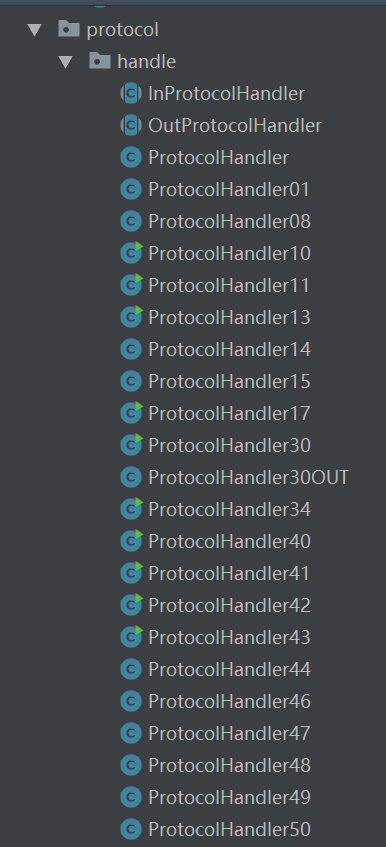 protocol
handle
InProtocolHandler
OutProtocolHandler
ProtocolHandler
ProtocolHandler01
ProtocolHandler08
ProtocolHandler10
ProtocolHandler11
ProtocolHandler13
ProtocolHandler14
ProtocolHandler15
ProtocolHandler17
ProtocolHandler30
ProtocolHandler30OUT
ProtocolHandler34
ProtocolHandler40
ProtocolHandler41
ProtocolHandler42
ProtocolHandler43
ProtocolHandler44
ProtocolHandler46
ProtocolHandler47
ProtocolHandler48
ProtocolHandler49
ProtocolHandler50